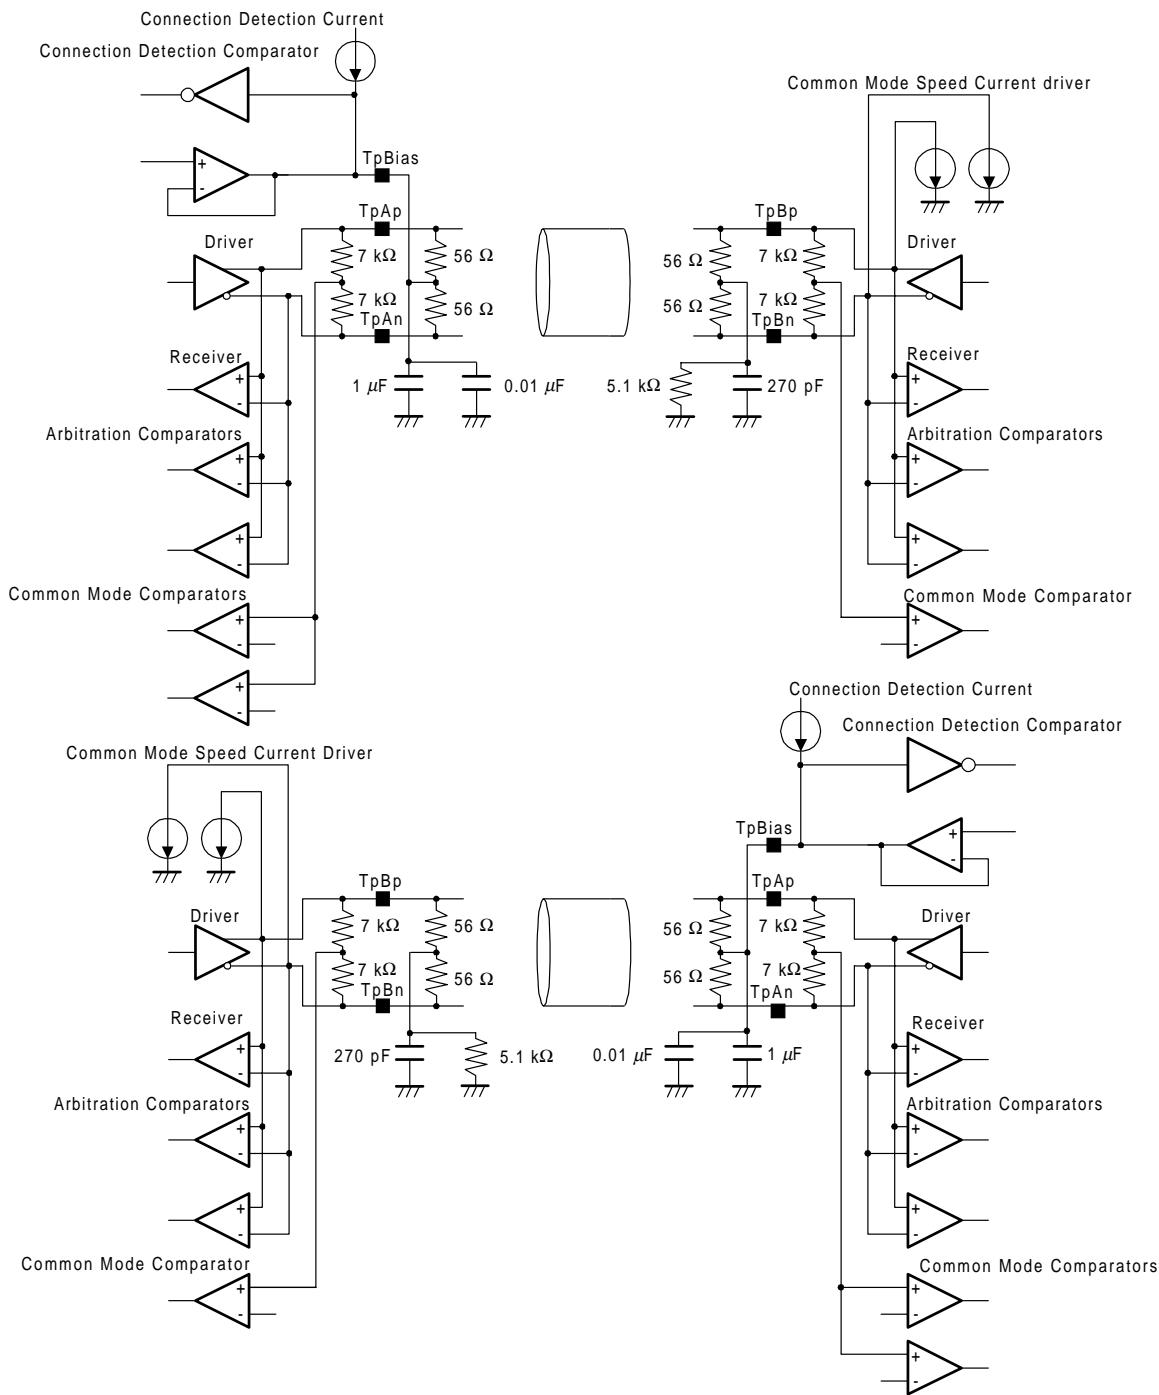 Connection Detection Current
Connection Detection Comparator
Common Mode Speed Current driver
+
-
TpBias
TpAp
TpBp
Driver
7 kΩ
56 Ω
56 Ω
7 kΩ
Driver
7 kΩ
56 Ω
56 Ω
7 kΩ
TpAn
TpBn
Receiver
+
-
1 µF
0.01 µF
5.1 kΩ
270 pF
Receiver
+
-
Arbitration Comparators
+
-
Arbitration Comparators
+
-
+
-
+
-
Common Mode Comparators
+
-
Common Mode Comparator
+
-
+
-
Connection Detection Current
Connection Detection Comparator
Common Mode Speed Current Driver
TpBias
+
-
TpBp
TpAp
Driver
7 kΩ
56 Ω
56 Ω
7 kΩ
Driver
7 kΩ
56 Ω
56 Ω
7 kΩ
TpBn
TpAn
Receiver
+
-
270 pF
5.1 kΩ
0.01 µF
1 µF
Receiver
+
-
Arbitration Comparators
+
-
Arbitration Comparators
+
-
+
-
+
-
Common Mode Comparator
+
-
Common Mode Comparators
+
-
+
-